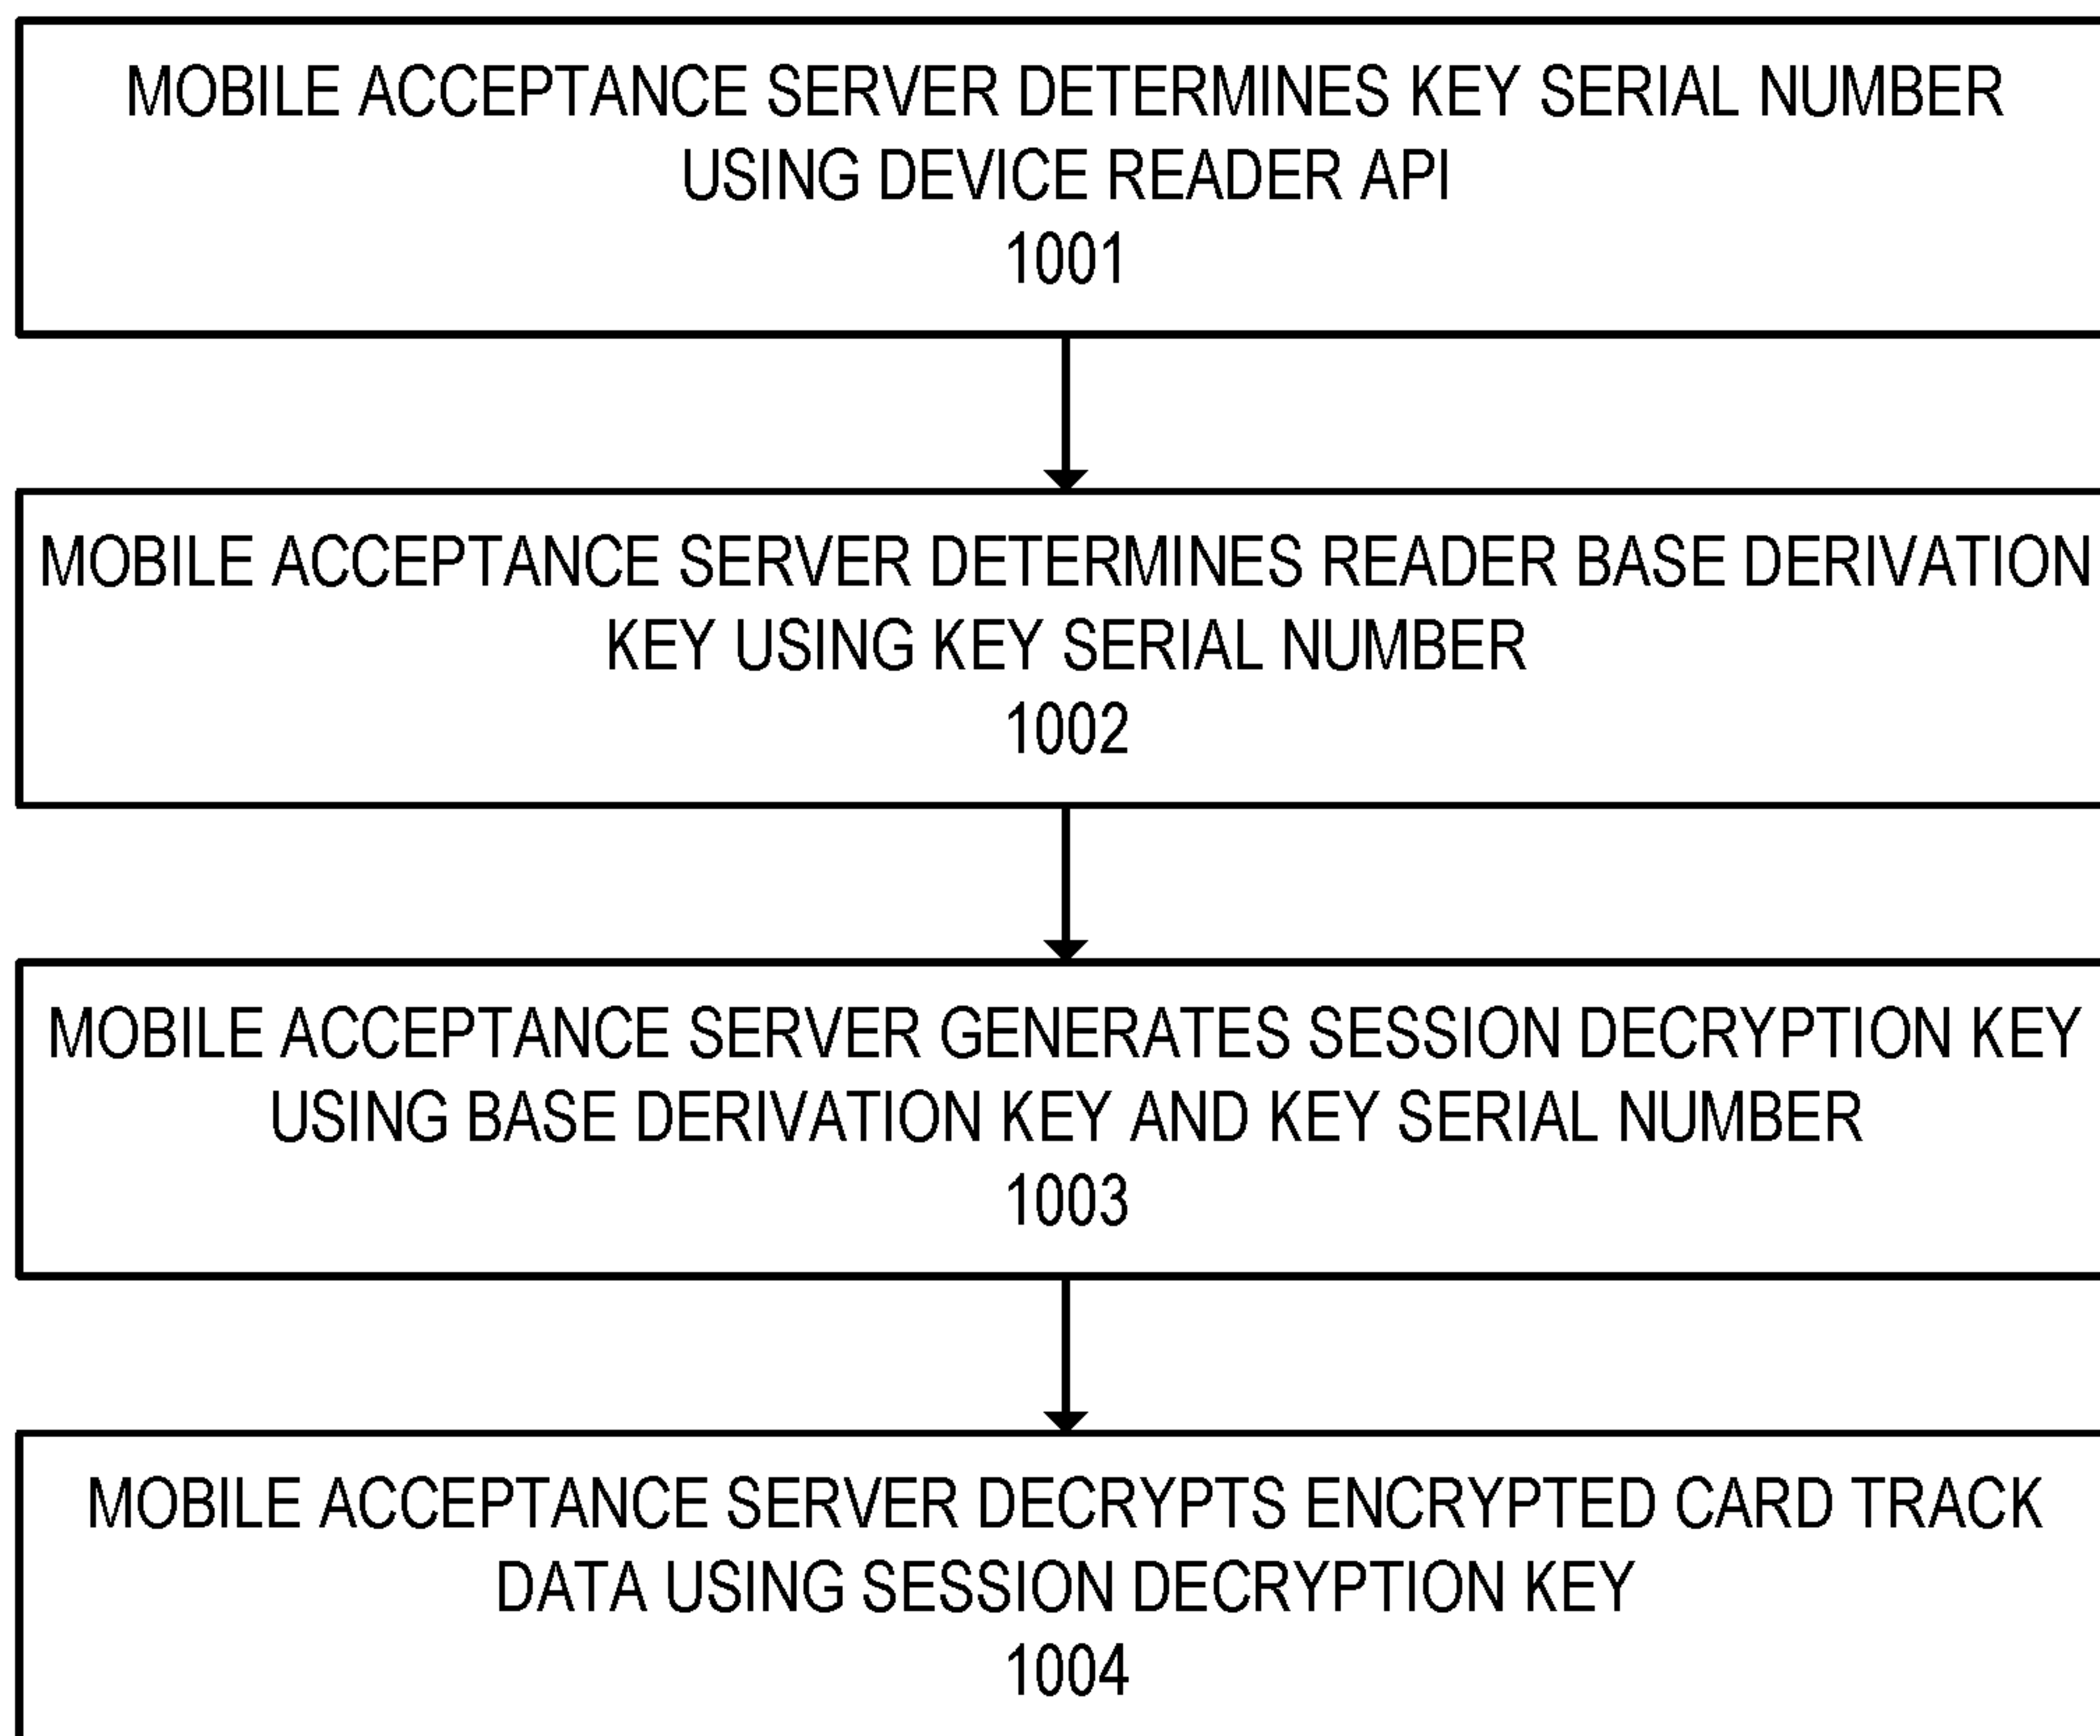 MOBILE ACCEPTANCE SERVER DETERMINES KEY SERIAL NUMBER
USING DEVICE READER API
1001
MOBILE ACCEPTANCE SERVER DETERMINES READER BASE DERIVATION
KEY USING KEY SERIAL NUMBER
1002
MOBILE ACCEPTANCE SERVER GENERATES SESSION DECRYPTION KEY
USING BASE DERIVATION KEY AND KEY SERIAL NUMBER
1003
MOBILE ACCEPTANCE SERVER DECRYPTS ENCRYPTED CARD TRACK
DATA USING SESSION DECRYPTION KEY
1004